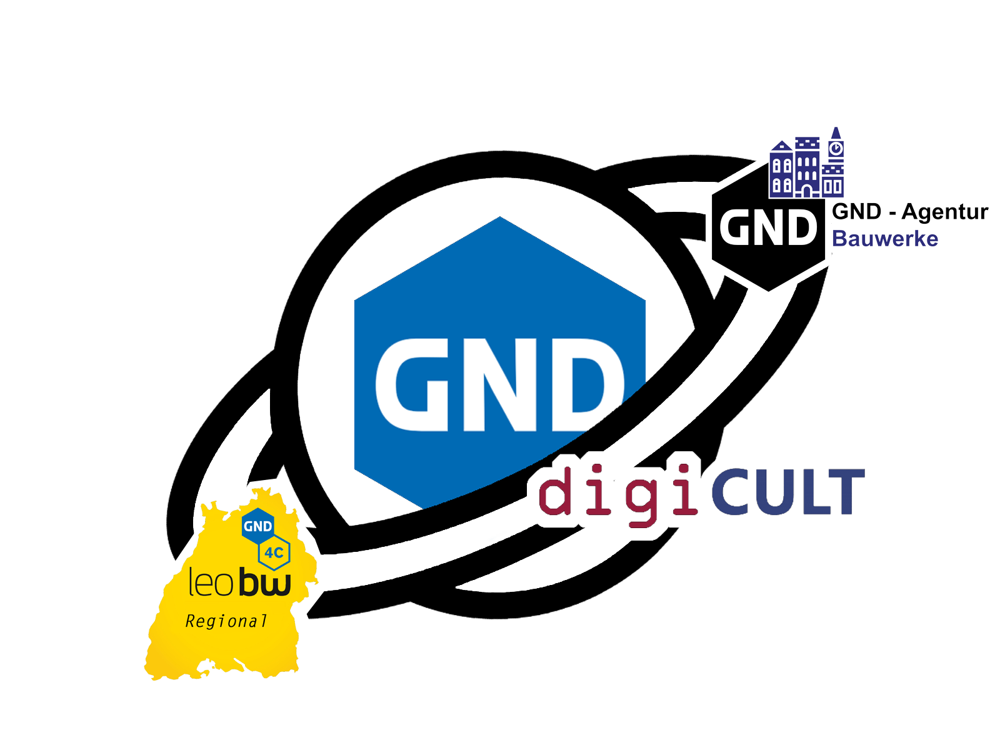 GND
GND - Agentur
Bauwerke
GND
digiCULT
GND
4C
leobw
Regional